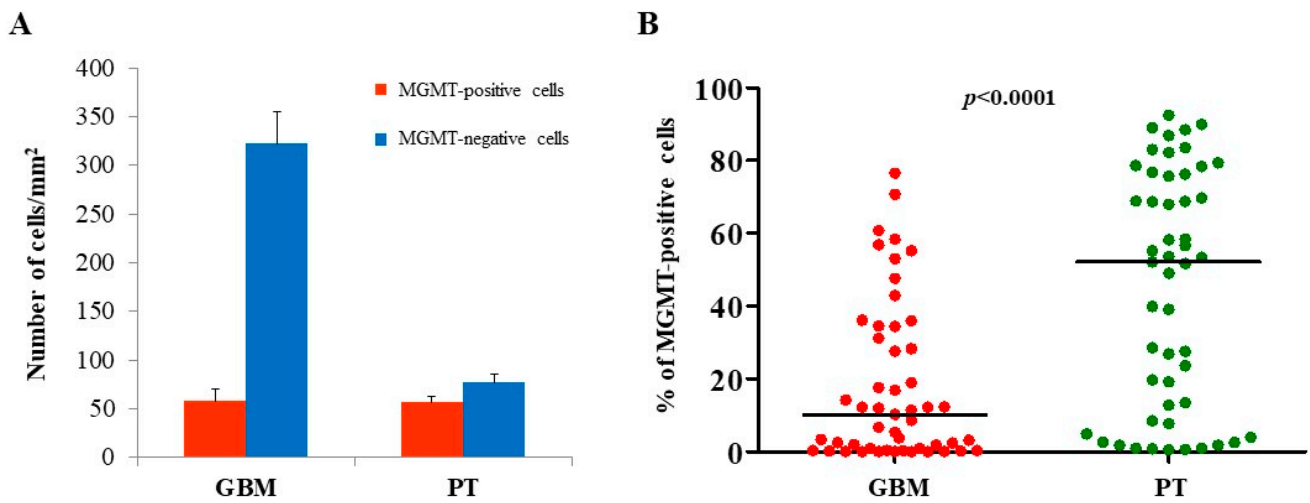 A
Number of cells/mm²
400
350
300
250
200
150
100
50
0
MGMT-positive cells
MGMT-negative cells
GBM
PT
B
% of MGMT-positive cells
100
80
60
40
20
0
p<0.0001
GBM
PT